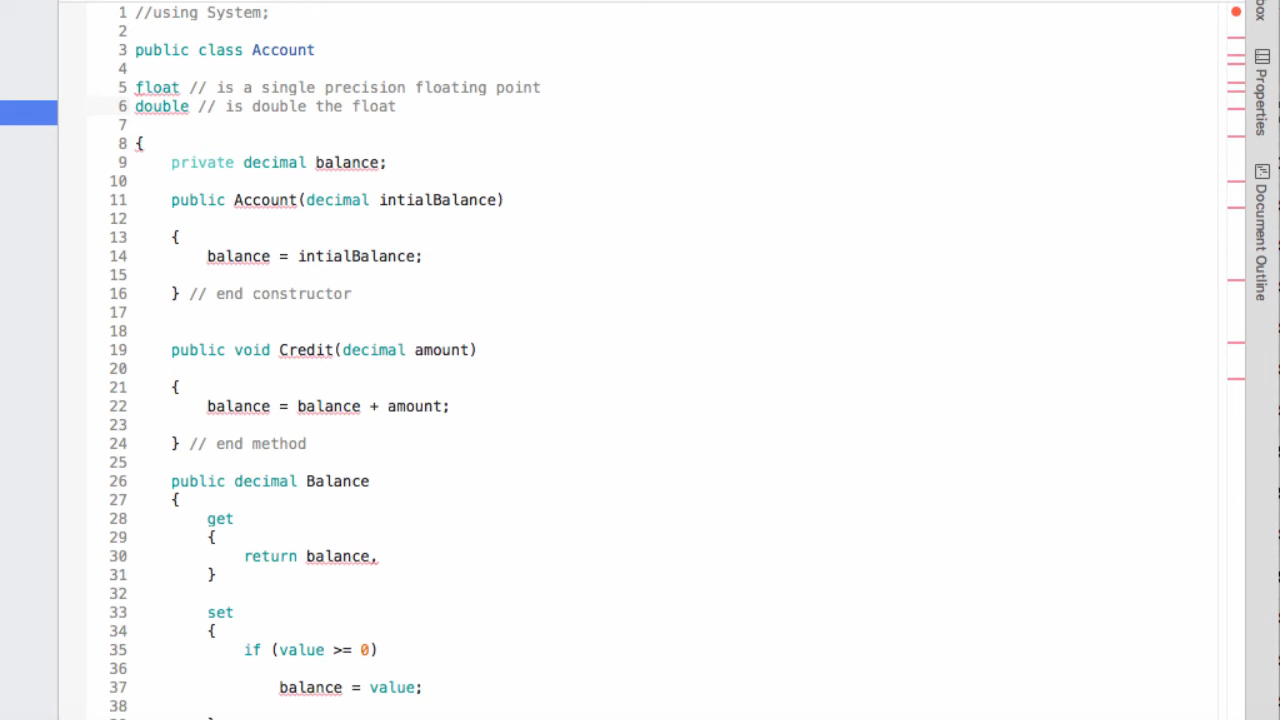 1 //using System;
2
3 public class Account
4
5 float // is a single precision floating point
6 double // is double the float
7
8 {
9 private decimal balance;
10
11 public Account(decimal intialBalance)
12
13 {
14 balance = intialBalance;
15
16 } // end constructor
17
18
19 public void Credit(decimal amount)
20
21 {
22 balance = balance + amount;
23
24 } // end method
25
26 public decimal Balance
27 {
28 get
29 {
30 return balance,
31 }
32
33 set
34 {
35 if (value >= 0)
36
37 balance = value;
38
Properties
Document Outline